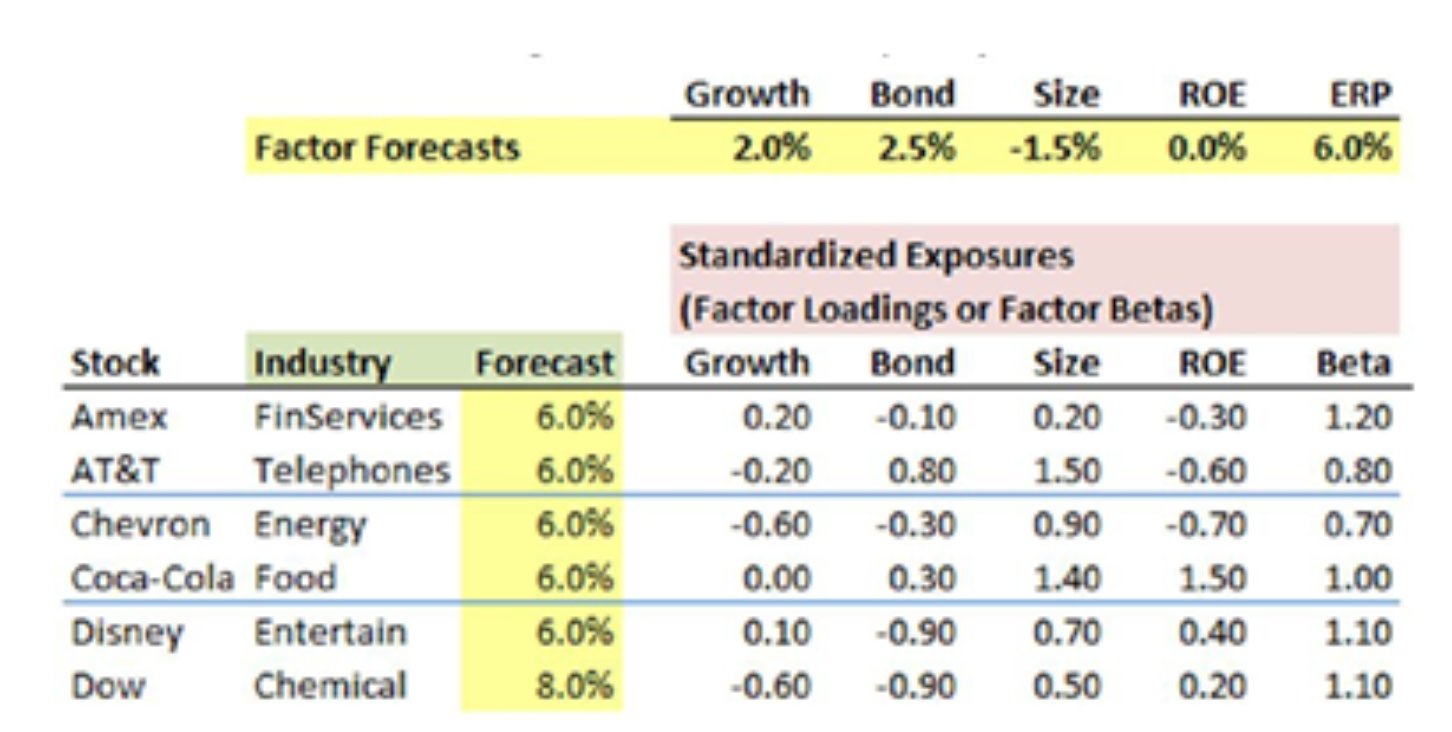 Growth Bond Size ROE ERP
Factor Forecasts 2.0% 2.5% -1.5% 0.0% 6.0%
Standardized Exposures
(Factor Loadings or Factor Betas)
Stock Industry Forecast Growth Bond Size ROE Beta
Amex FinServices 6.0% 0.20 -0.10 0.20 -0.30 1.20
AT&T Telephones 6.0% -0.20 0.80 1.50 -0.60 0.80
Chevron Energy 6.0% -0.60 -0.30 0.90 -0.70 0.70
Coca-Cola Food 6.0% 0.00 0.30 1.40 1.50 1.00
Disney Entertain 6.0% 0.10 -0.90 0.70 0.40 1.10
Dow Chemical 8.0% -0.60 -0.90 0.50 0.20 1.10